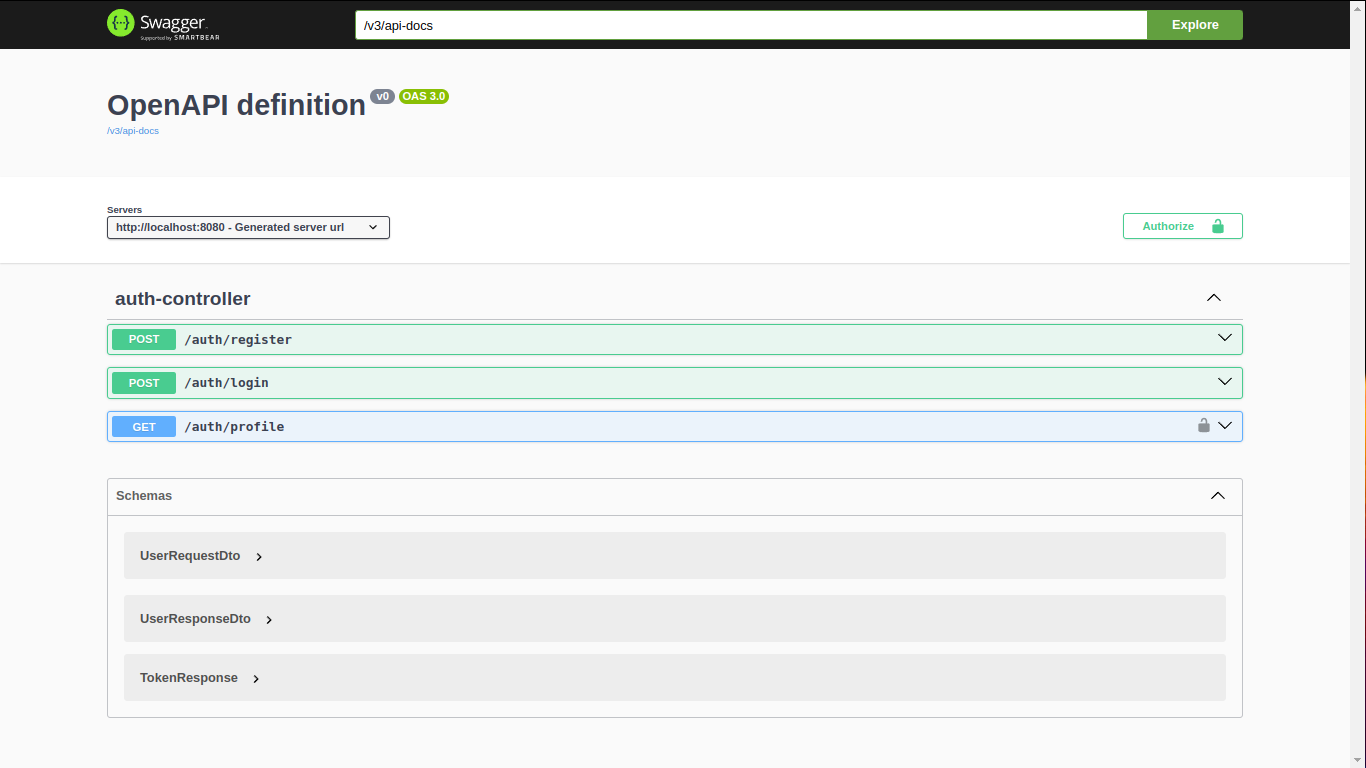 Swagger.
Supported by SMARTBEAR
/v3/api-docs
Explore
OpenAPI definition v0 OAS 3.0
/v3/api-docs
Servers
http://localhost:8080 - Generated server url
Authorize
auth-controller
POST /auth/register
POST /auth/login
GET /auth/profile
Schemas
UserRequestDto
UserResponseDto
TokenResponse